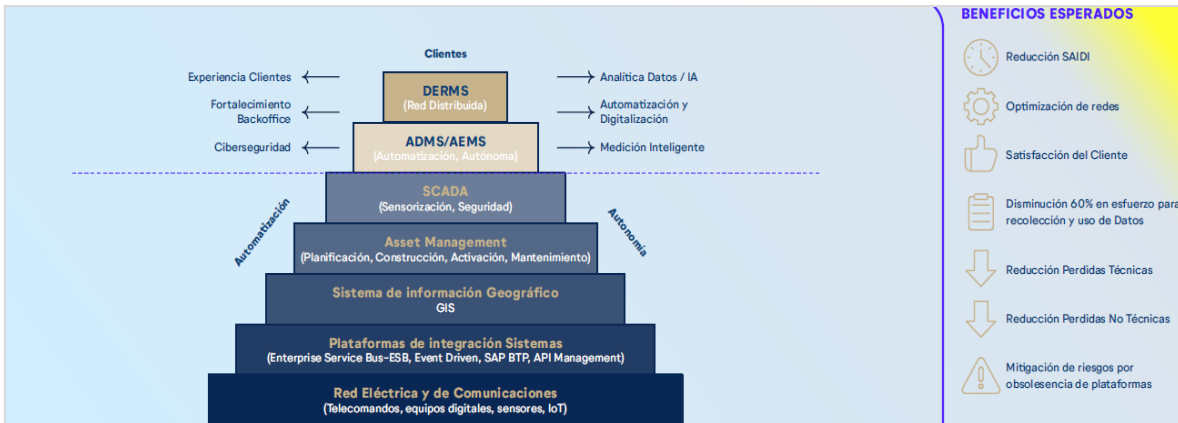 Clientes
Experiencia Clientes
Fortalecimiento
Backoffice
Ciberseguridad
DERMS
(Red Distribuida)
ADMS/AEMS
(Automatización, Autónoma)
Analítica Datos / IA
Automatización y
Digitalización
Medición Inteligente
Automatización
Autonomía
SCADA
(Sensorización, Seguridad)
Asset Management
(Planificación, Construcción, Activación, Mantenimiento)
Sistema de información Geográfico
GIS
Plataformas de integración Sistemas
(Enterprise Service Bus-ESB, Event Driven, SAP BTP, API Management)
Red Eléctrica y de Comunicaciones
(Telecomandos, equipos digitales, sensores, IoT)
BENEFICIOS ESPERADOS
Reducción SAIDI
Optimización de redes
Satisfacción del Cliente
Disminución 60% en esfuerzo para
recolección y uso de Datos
Reducción Perdidas Técnicas
Reducción Perdidas No Técnicas
Mitigación de riesgos por
obsolesencia de plataformas